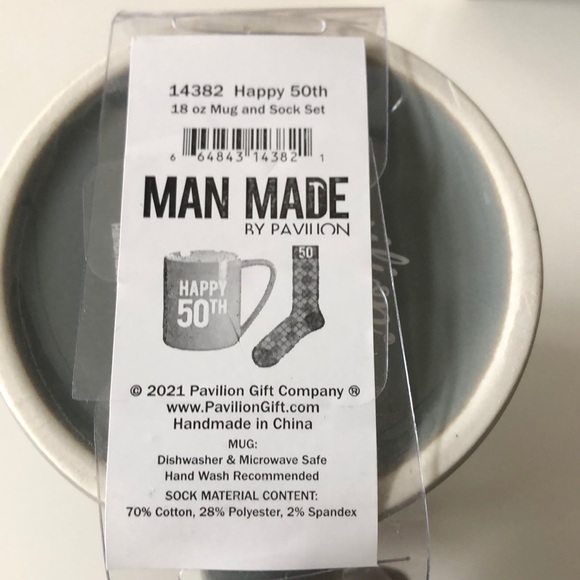 14382 Happy 50th
18 oz Mug and Sock Set
6 64843 14382 1
MAN MADE
BY PAVILION
50
HAPPY
50TH
© 2021 Pavilion Gift Company ®
www.PavilionGift.com
Handmade in China
MUG:
Dishwasher & Microwave Safe
Hand Wash Recommended
SOCK MATERIAL CONTENT:
70% Cotton, 28% Polyester, 2% Spandex